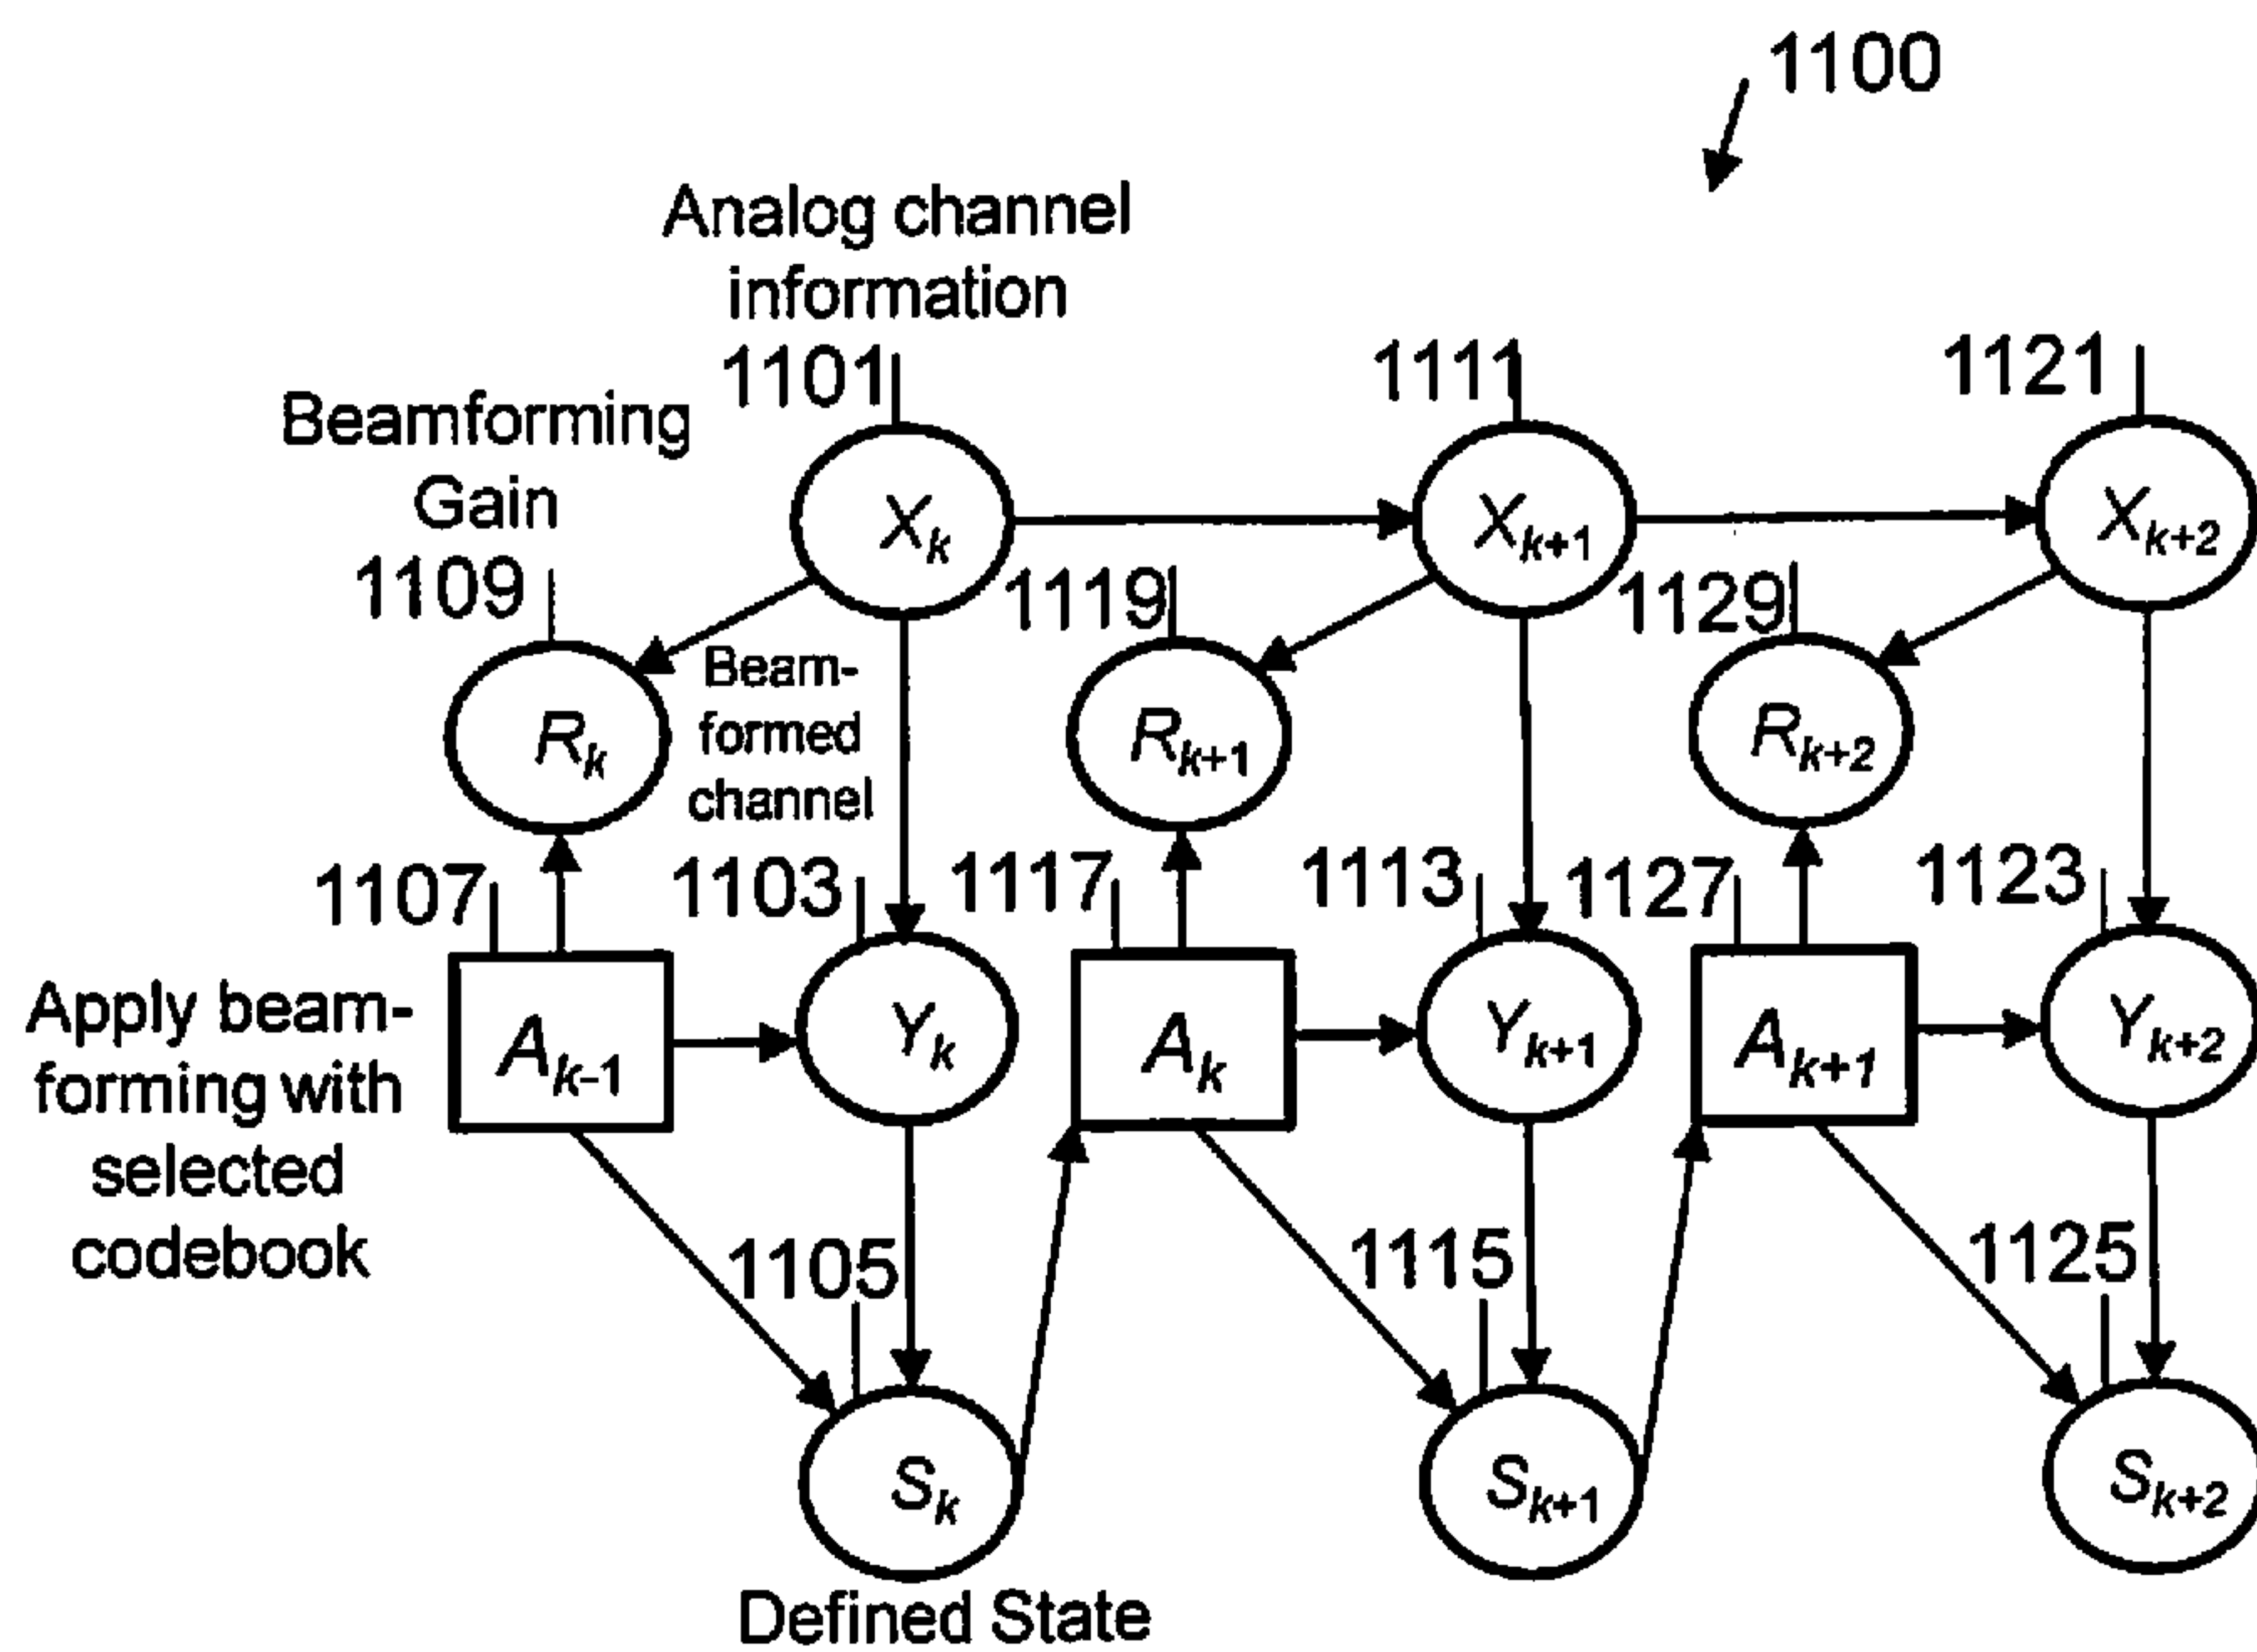 1100
Analog channel
information
1101
1111
1121
Beamforming
Gain
X_k
X_{k+1}
X_{k+2}
1109
1119
1129
Beam-
formed
channel
R_k
R_{k+1}
R_{k+2}
1107
1103
1117
1113
1127
1123
Apply beam-
forming with
selected
codebook
A_{k-1}
Y_k
A_k
Y_{k+1}
A_{k+1}
Y_{k+2}
1105
1115
1125
S_k
S_{k+1}
S_{k+2}
Defined State